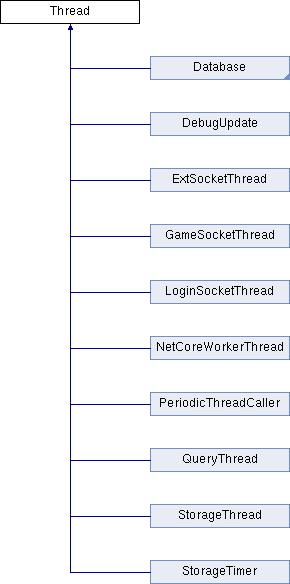 Thread
Database
DebugUpdate
ExtSocketThread
GameSocketThread
LoginSocketThread
NetCoreWorkerThread
PeriodicThreadCaller
QueryThread
StorageThread
StorageTimer